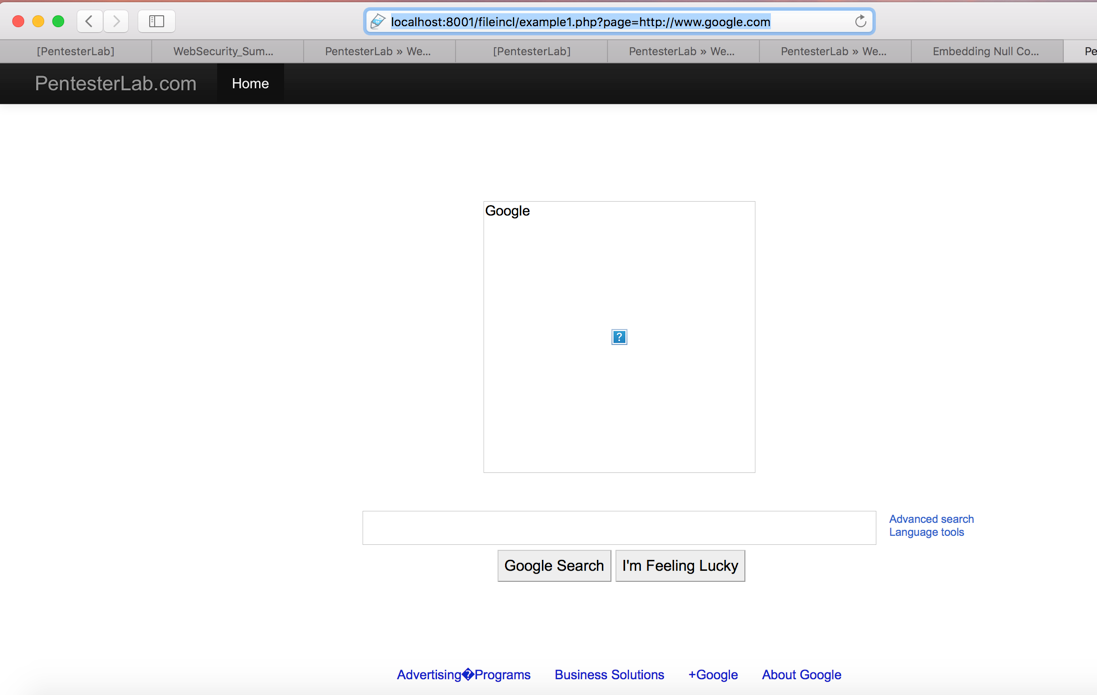 localhost:8001/fileincl/example1.php?page=http://www.google.com
[PentesterLab] WebSecurity_Sum... PentesterLab » We... [PentesterLab] PentesterLab » We... PentesterLab » We... Embedding Null Co... Pe
PentesterLab.com Home
Google
?
Advanced search
Language tools
Google Search I'm Feeling Lucky
Advertising�Programs Business Solutions +Google About Google